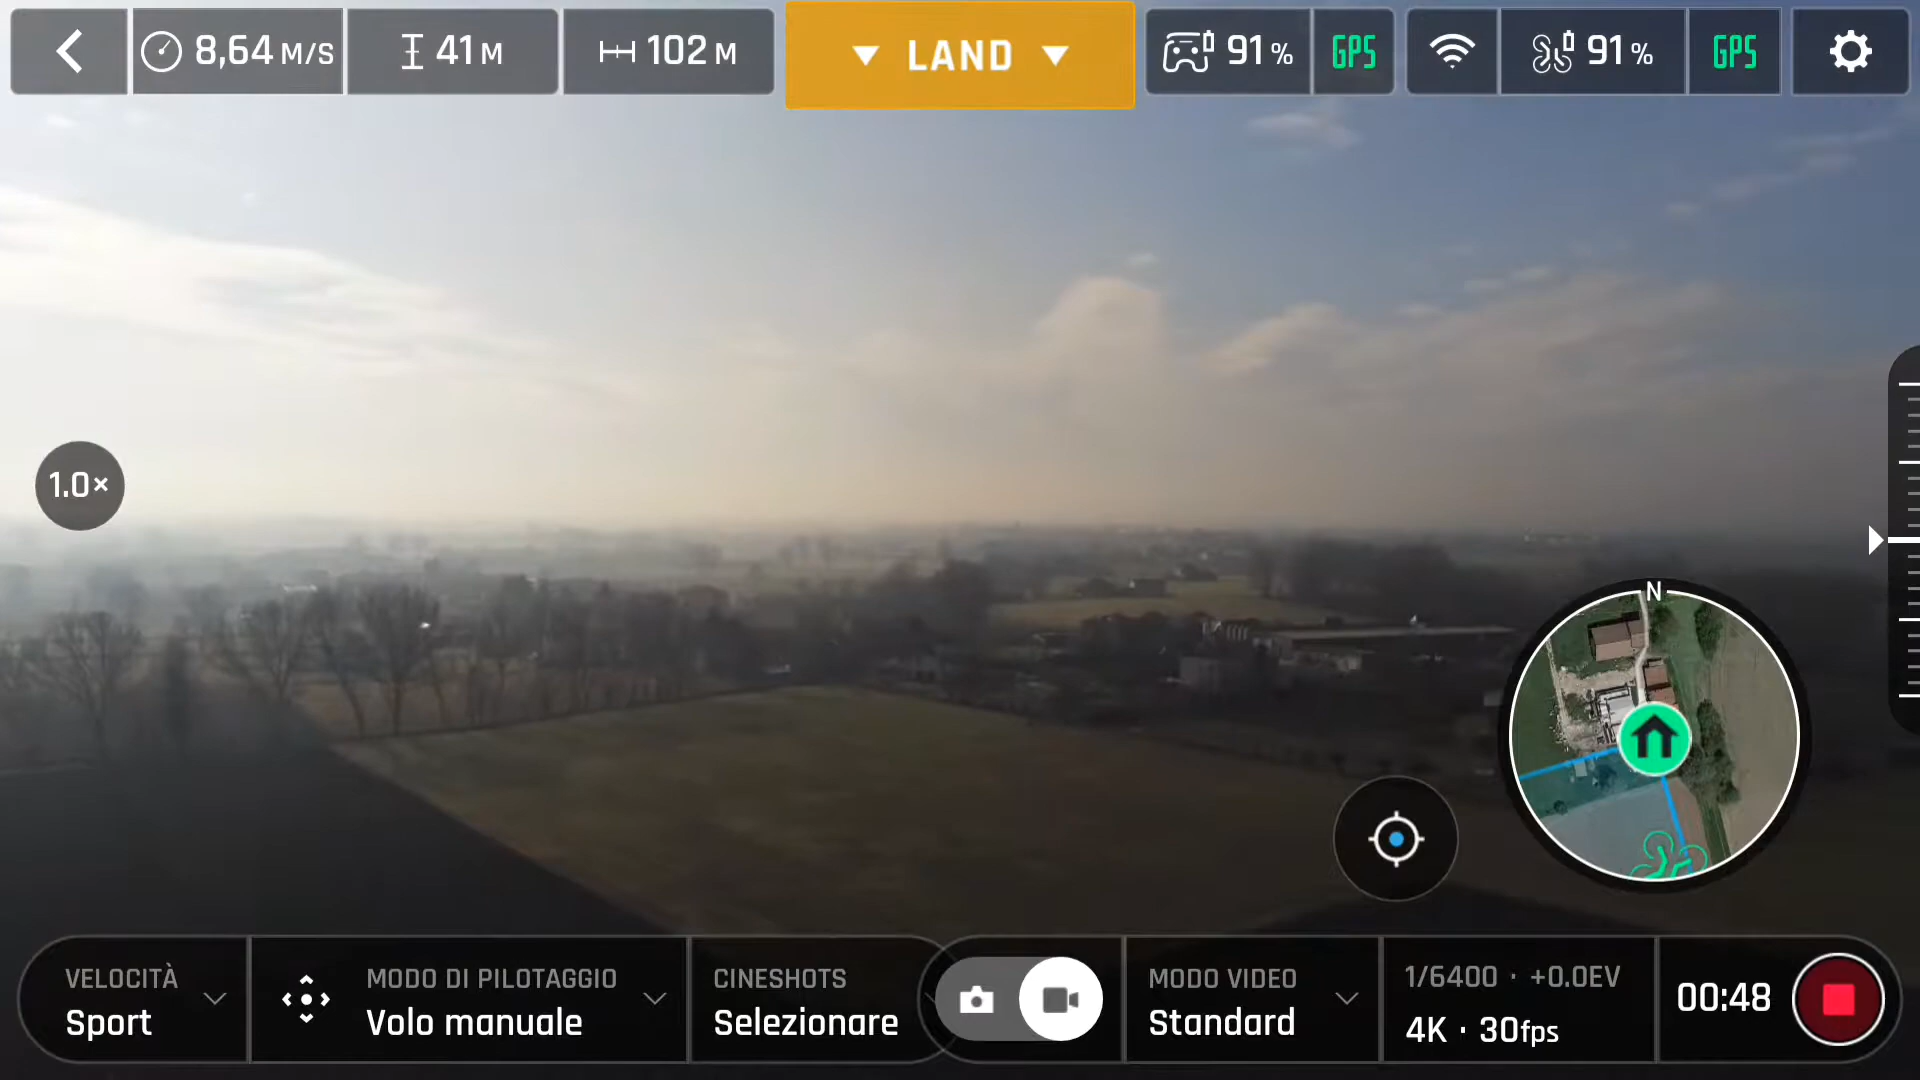 8,64 M/S
41 M
102 M
LAND
91 %
GPS
91 %
GPS
1.0×
N
VELOCITÀ
Sport
MODO DI PILOTAGGIO
Volo manuale
CINESHOTS
Selezionare
MODO VIDEO
Standard
1/6400 · +0.0EV
4K · 30fps
00:48